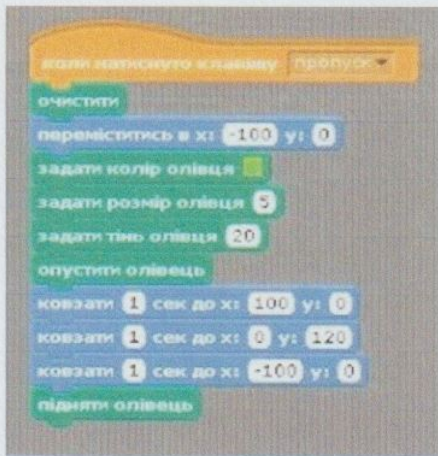 коли натиснуто клавішу пропуск
очистити
переміститись в x: -100 y: 0
задати колір олівця
задати розмір олівця 5
задати тінь олівця 20
опустити олівець
ковзати 1 сек до x: 100 y: 0
ковзати 1 сек до x: 0 y: 120
ковзати 1 сек до x: -100 y: 0
підняти олівець